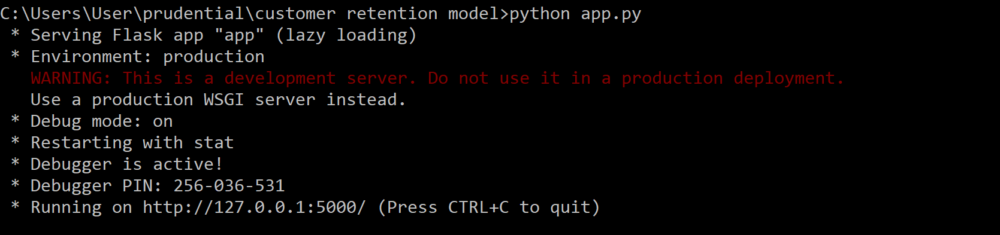 C:\Users\User\prudential\customer retention model>python app.py
* Serving Flask app "app" (lazy loading)
* Environment: production
WARNING: This is a development server. Do not use it in a production deployment.
Use a production WSGI server instead.
* Debug mode: on
* Restarting with stat
* Debugger is active!
* Debugger PIN: 256-036-531
* Running on http://127.0.0.1:5000/ (Press CTRL+C to quit)